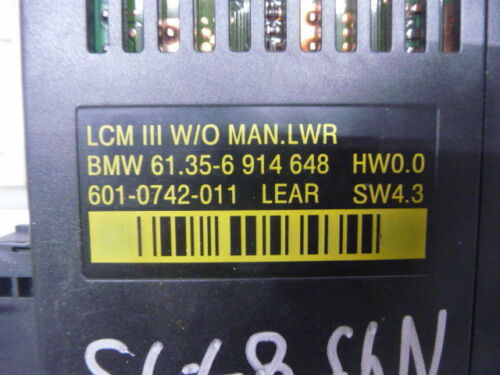 LCM III W/O MAN.LWR
BMW 61.35-6 914 648 HW0.0
601-0742-011 LEAR SW4.3